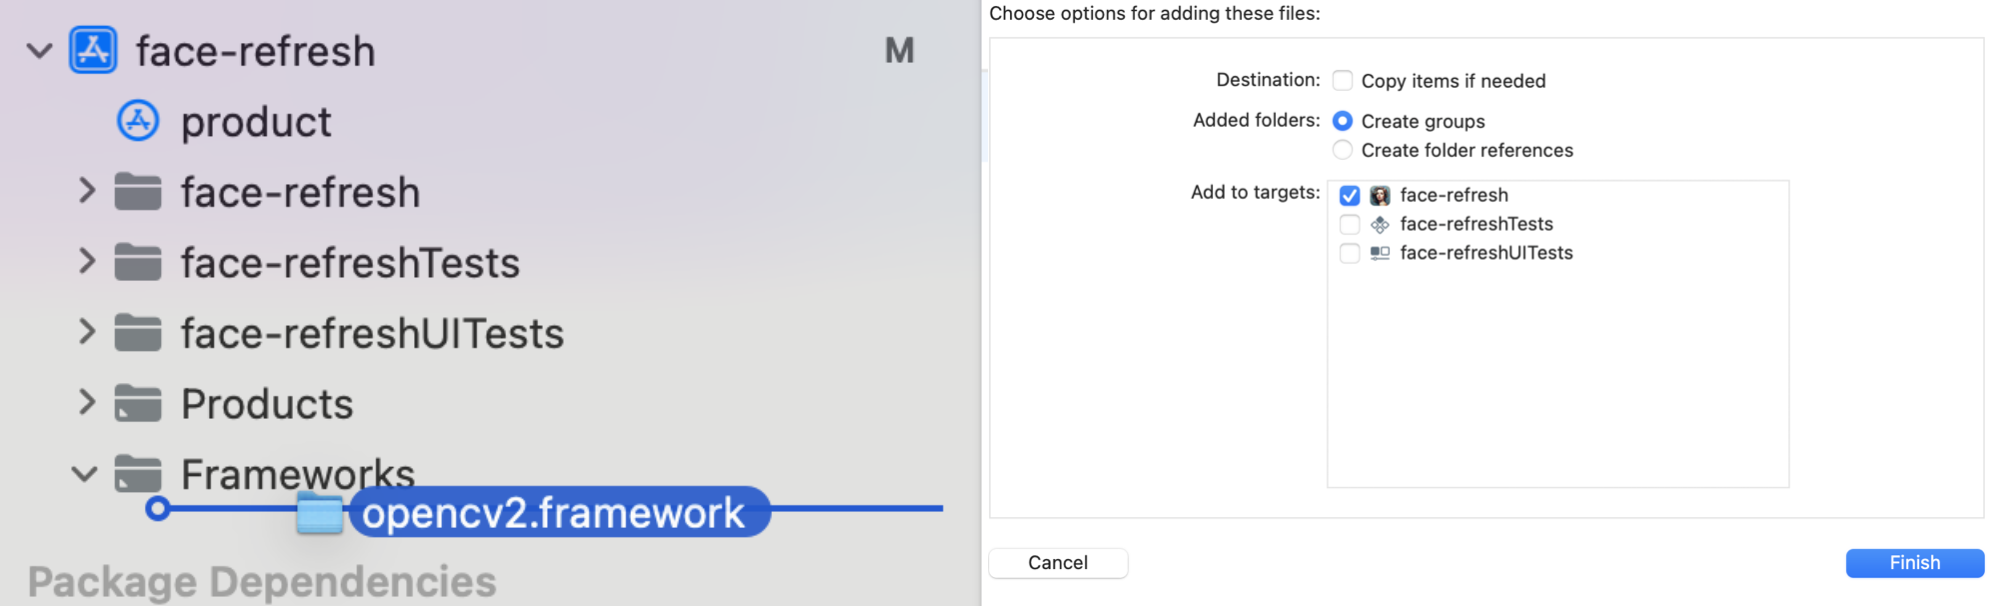 face-refresh M
product
face-refresh
face-refreshTests
face-refreshUITests
Products
Frameworks
opencv2.framework
Package Dependencies
Choose options for adding these files:
Destination: Copy items if needed
Added folders: Create groups
Create folder references
Add to targets: face-refresh
face-refreshTests
face-refreshUITests
Cancel Finish